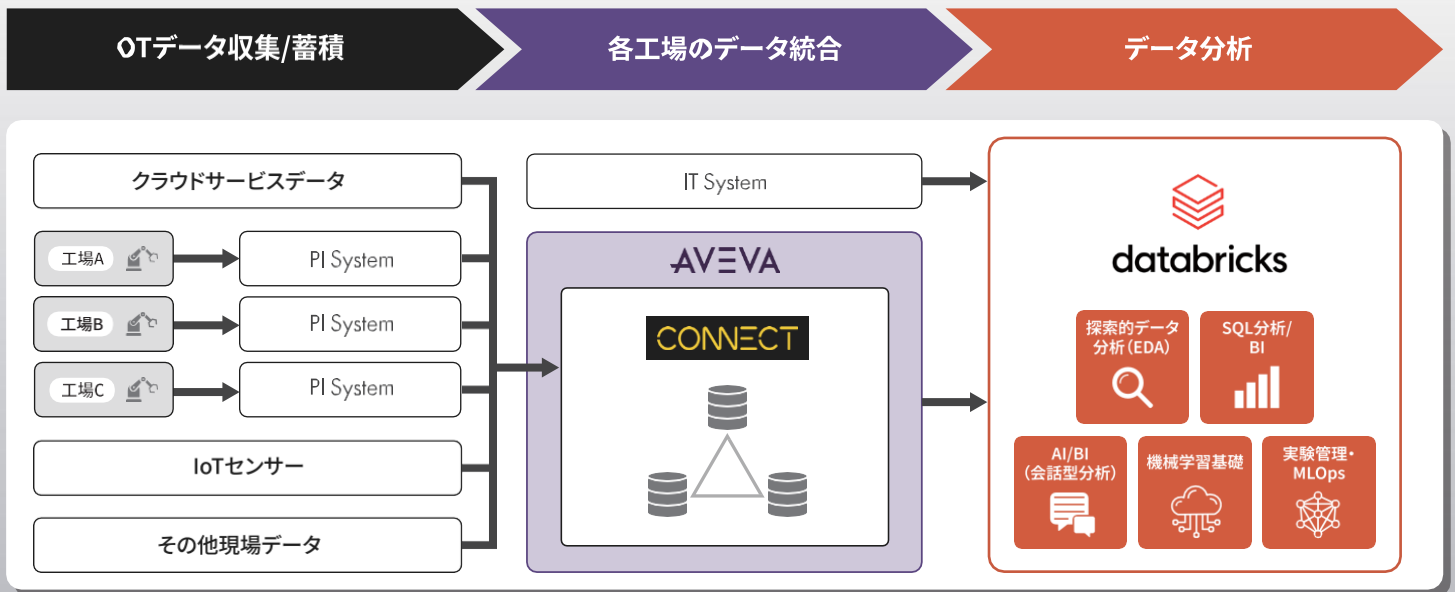 OTデータ収集/蓄積
各工場のデータ統合
データ分析
クラウドサービスデータ
工場A
PI System
工場B
PI System
工場C
PI System
IoTセンサー
その他現場データ
IT System
AVEVA
CONNECT
databricks
探索的データ
分析(EDA)
SQL分析/
BI
AI/BI
(会話型分析)
機械学習基礎
実験管理・
MLOps